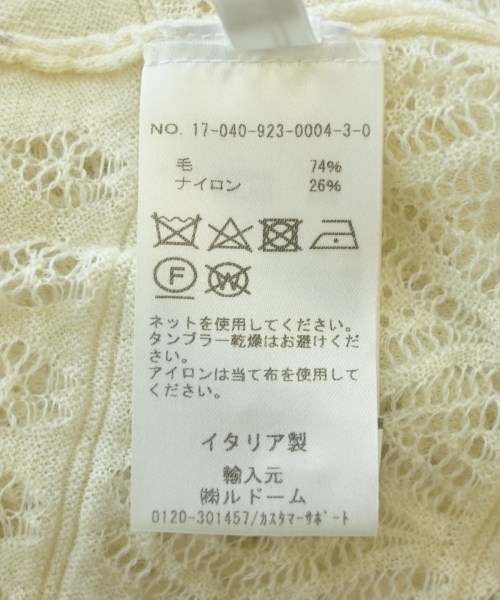 NO. 17-040-923-0004-3-0
毛 74%
ナイロン 26%
F W
ネットを使用してください。
タンブラー乾燥はお避けくだ
さい。
アイロンは当て布を使用して
ください。
イタリア製
輸入元
㈱ルドーム
0120-301457/ｶｽﾀﾏｰｻﾎﾟｰﾄ